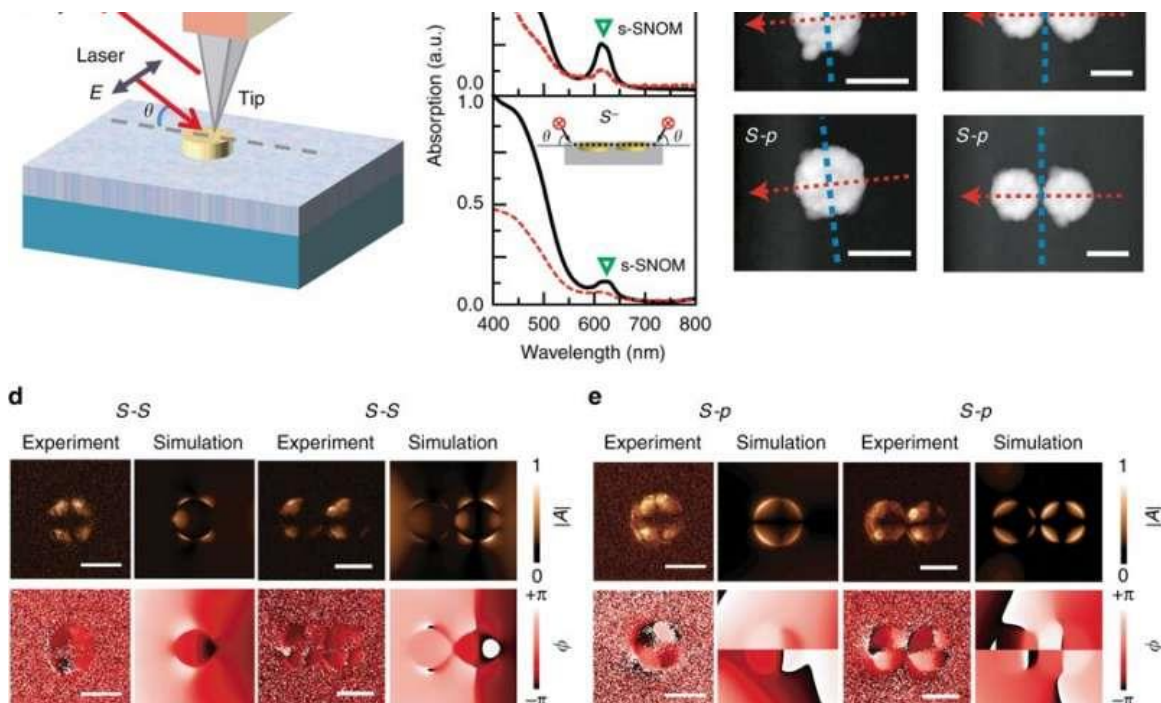 Laser
E
θ
Tip
Absorption (a.u.)
s-SNOM
0.0
1.0
S⁻
θ
θ
0.5
s-SNOM
0.0
400 500 600 700 800
Wavelength (nm)
S-p
S-p
d
S-S S-S
Experiment Simulation Experiment Simulation
1
|A|
0
+π
ϕ
−π
e
S-p S-p
Experiment Simulation Experiment Simulation
1
|A|
0
+π
ϕ
−π